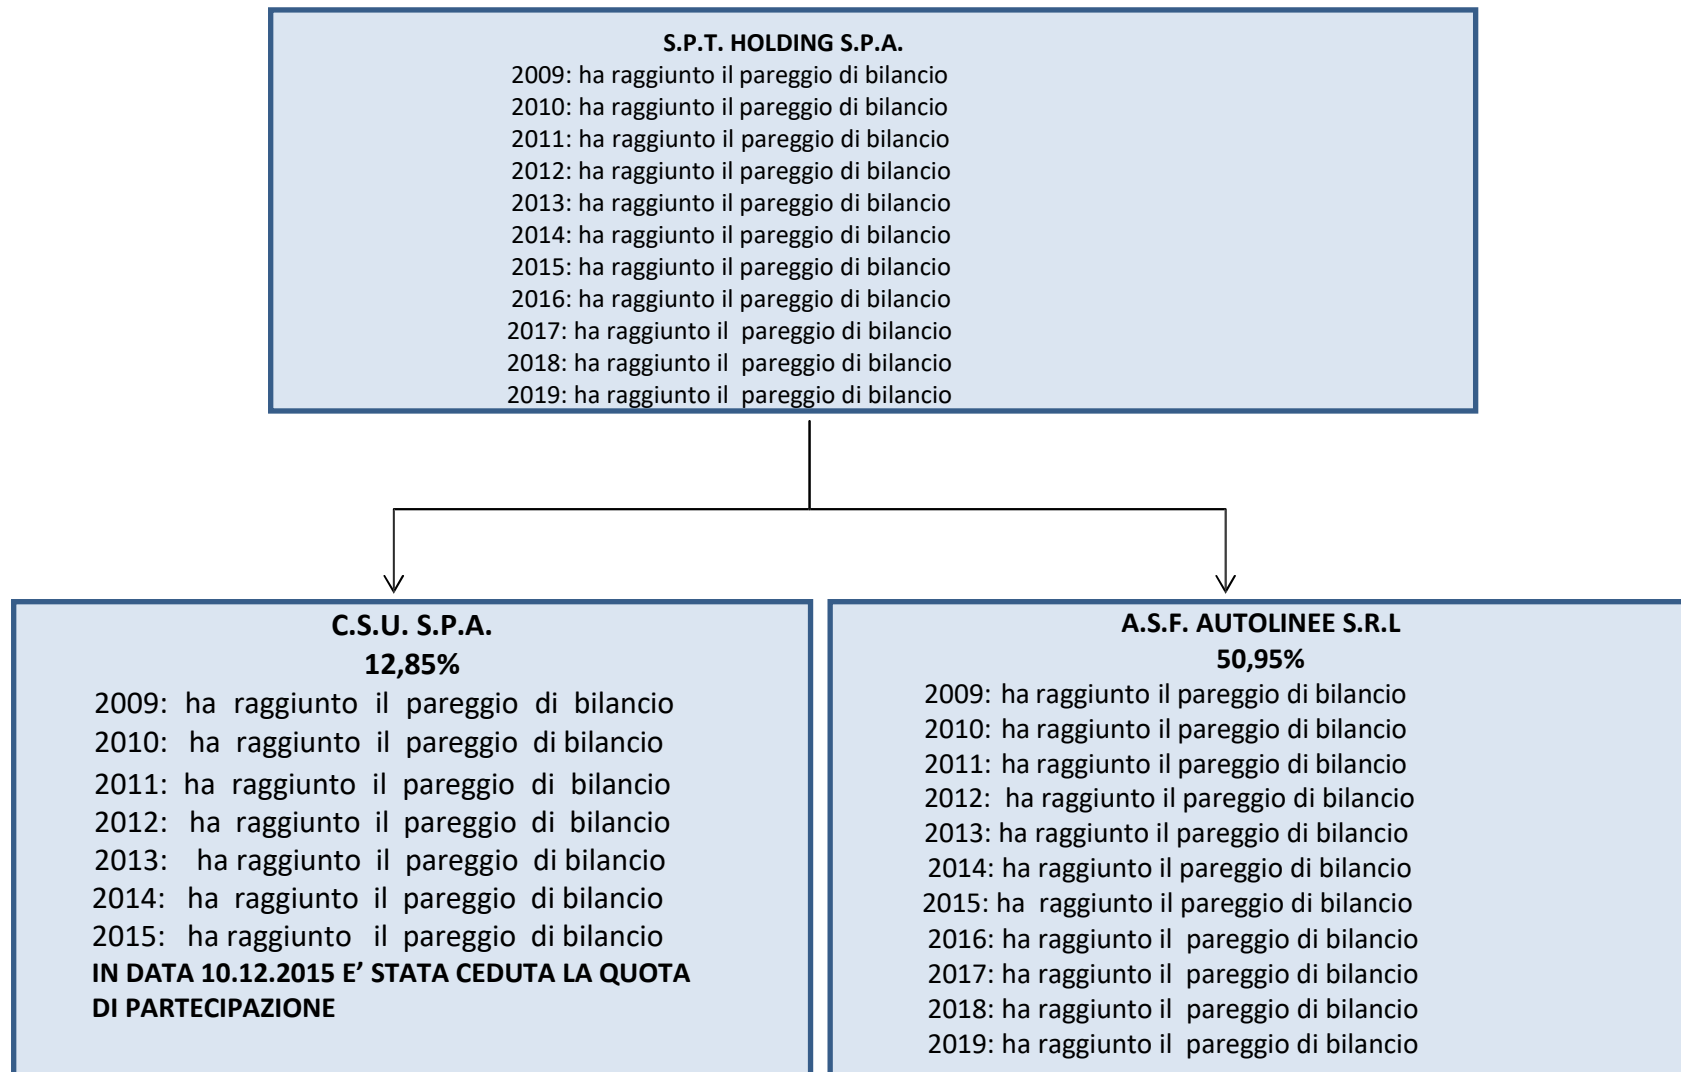 S.P.T. HOLDING S.P.A.
2009: ha raggiunto il pareggio di bilancio
2010: ha raggiunto il pareggio di bilancio
2011: ha raggiunto il pareggio di bilancio
2012: ha raggiunto il pareggio di bilancio
2013: ha raggiunto il pareggio di bilancio
2014: ha raggiunto il pareggio di bilancio
2015: ha raggiunto il pareggio di bilancio
2016: ha raggiunto il pareggio di bilancio
2017: ha raggiunto il pareggio di bilancio
2018: ha raggiunto il pareggio di bilancio
2019: ha raggiunto il pareggio di bilancio
C.S.U. S.P.A.
12,85%
2009: ha raggiunto il pareggio di bilancio
2010: ha raggiunto il pareggio di bilancio
2011: ha raggiunto il pareggio di bilancio
2012: ha raggiunto il pareggio di bilancio
2013: ha raggiunto il pareggio di bilancio
2014: ha raggiunto il pareggio di bilancio
2015: ha raggiunto il pareggio di bilancio
IN DATA 10.12.2015 E’ STATA CEDUTA LA QUOTA
DI PARTECIPAZIONE
A.S.F. AUTOLINEE S.R.L
50,95%
2009: ha raggiunto il pareggio di bilancio
2010: ha raggiunto il pareggio di bilancio
2011: ha raggiunto il pareggio di bilancio
2012: ha raggiunto il pareggio di bilancio
2013: ha raggiunto il pareggio di bilancio
2014: ha raggiunto il pareggio di bilancio
2015: ha raggiunto il pareggio di bilancio
2016: ha raggiunto il pareggio di bilancio
2017: ha raggiunto il pareggio di bilancio
2018: ha raggiunto il pareggio di bilancio
2019: ha raggiunto il pareggio di bilancio